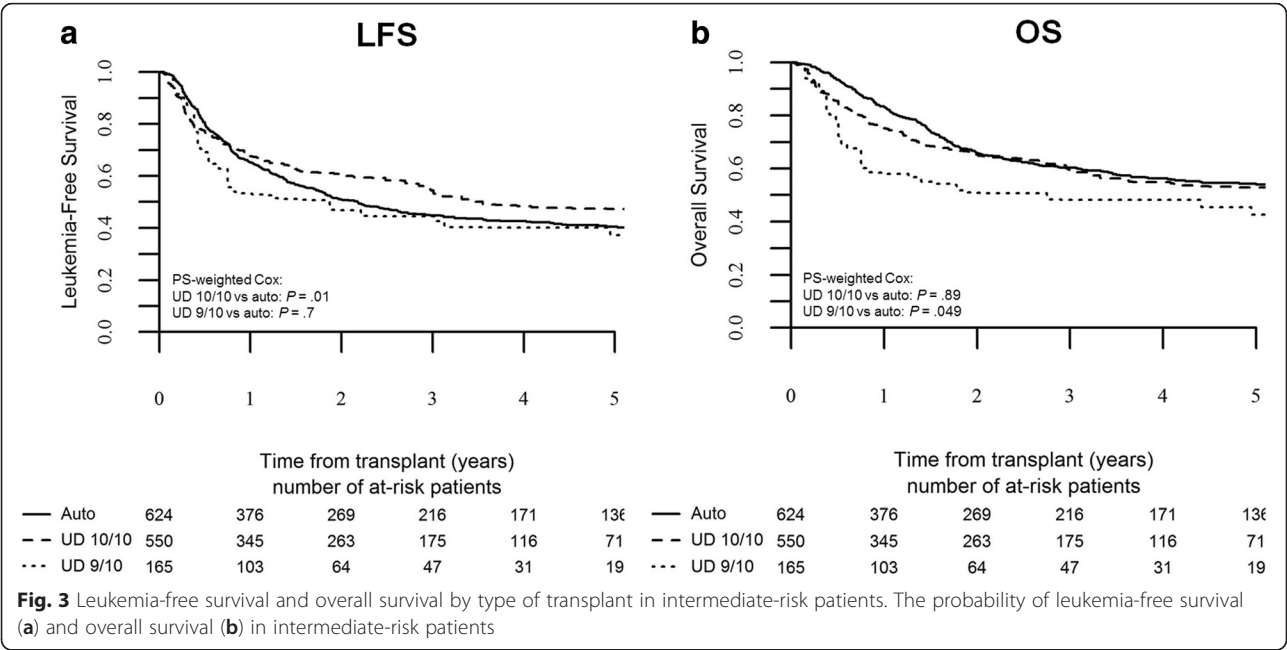 a
LFS
Leukemia-Free Survival
1.0
0.8
0.6
0.4
0.2
0.0
PS-weighted Cox:
UD 10/10 vs auto: P = .01
UD 9/10 vs auto: P = .7
0 1 2 3 4 5
Time from transplant (years)
number of at-risk patients
Auto 624 376 269 216 171 136
UD 10/10 550 345 263 175 116 71
UD 9/10 165 103 64 47 31 19
b
OS
Overall Survival
1.0
0.8
0.6
0.4
0.2
0.0
PS-weighted Cox:
UD 10/10 vs auto: P = .89
UD 9/10 vs auto: P = .049
0 1 2 3 4 5
Time from transplant (years)
number of at-risk patients
Auto 624 376 269 216 171 136
UD 10/10 550 345 263 175 116 71
UD 9/10 165 103 64 47 31 19
Fig. 3 Leukemia-free survival and overall survival by type of transplant in intermediate-risk patients. The probability of leukemia-free survival
(a) and overall survival (b) in intermediate-risk patients